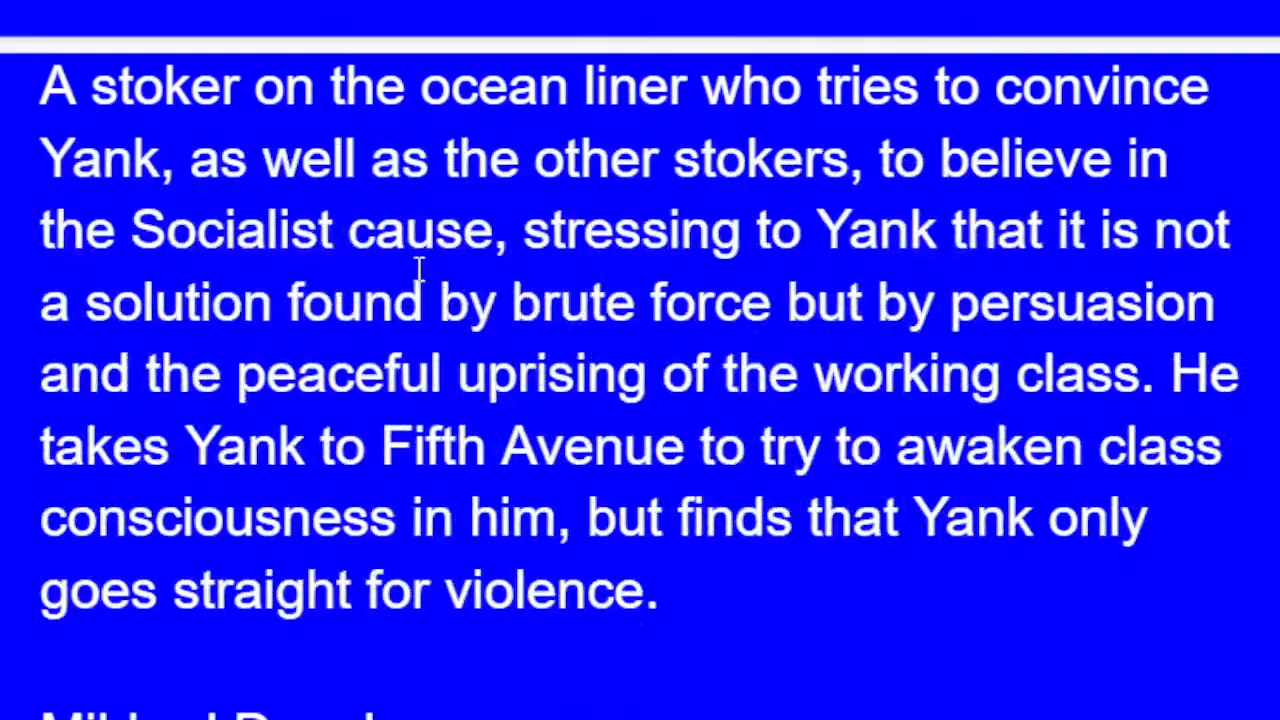 A stoker on the ocean liner who tries to convince
Yank, as well as the other stokers, to believe in
the Socialist cause, stressing to Yank that it is not
a solution found by brute force but by persuasion
and the peaceful uprising of the working class. He
takes Yank to Fifth Avenue to try to awaken class
consciousness in him, but finds that Yank only
goes straight for violence.